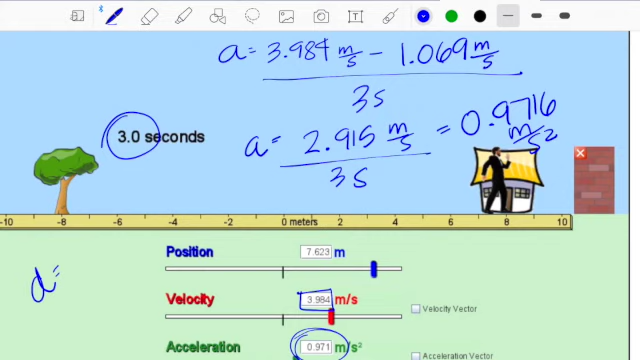 a = 3.984 m/s - 1.069 m/s
3s
a = 2.915 m/s = 0.9716 m/s²
3s
3.0 seconds
-10 -8 -6 -4 -2 0 meters 2 4 6 8 10
d=
Position 7.623 m
Velocity 3.984 m/s
Velocity Vector
Acceleration 0.971 m/s²
Acceleration Vector